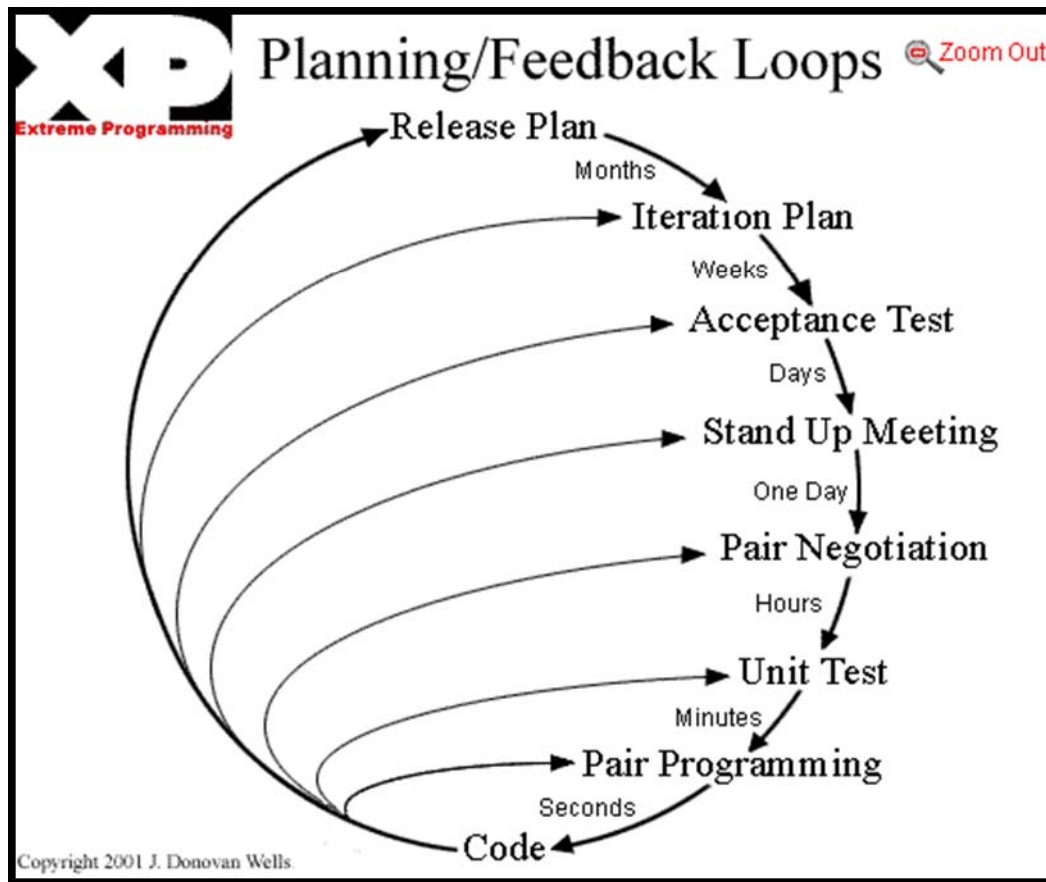 XP
Extreme Programming
Planning/Feedback Loops
Zoom Out
Release Plan
Months
Iteration Plan
Weeks
Acceptance Test
Days
Stand Up Meeting
One Day
Pair Negotiation
Hours
Unit Test
Minutes
Pair Programming
Seconds
Code
Copyright 2001 J. Donovan Wells